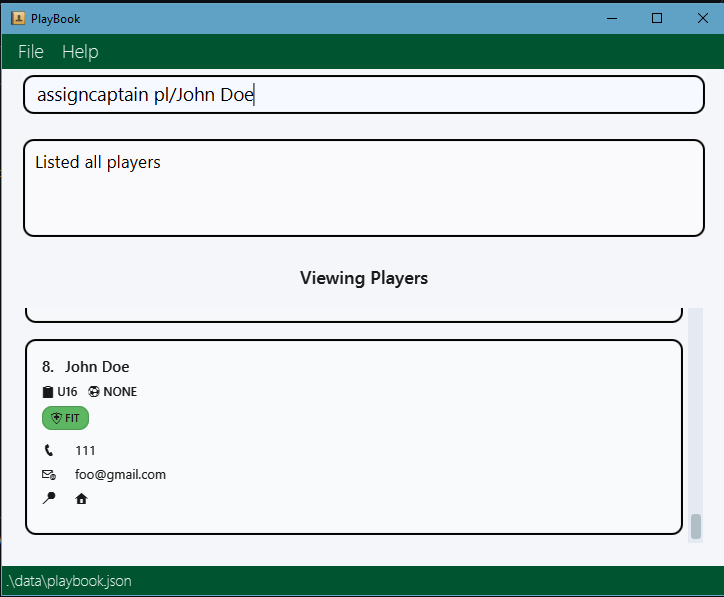 PlayBook
File Help
assigncaptain pl/John Doe
Listed all players
Viewing Players
8. John Doe
U16 NONE
FIT
111
foo@gmail.com
.\data\playbook.json